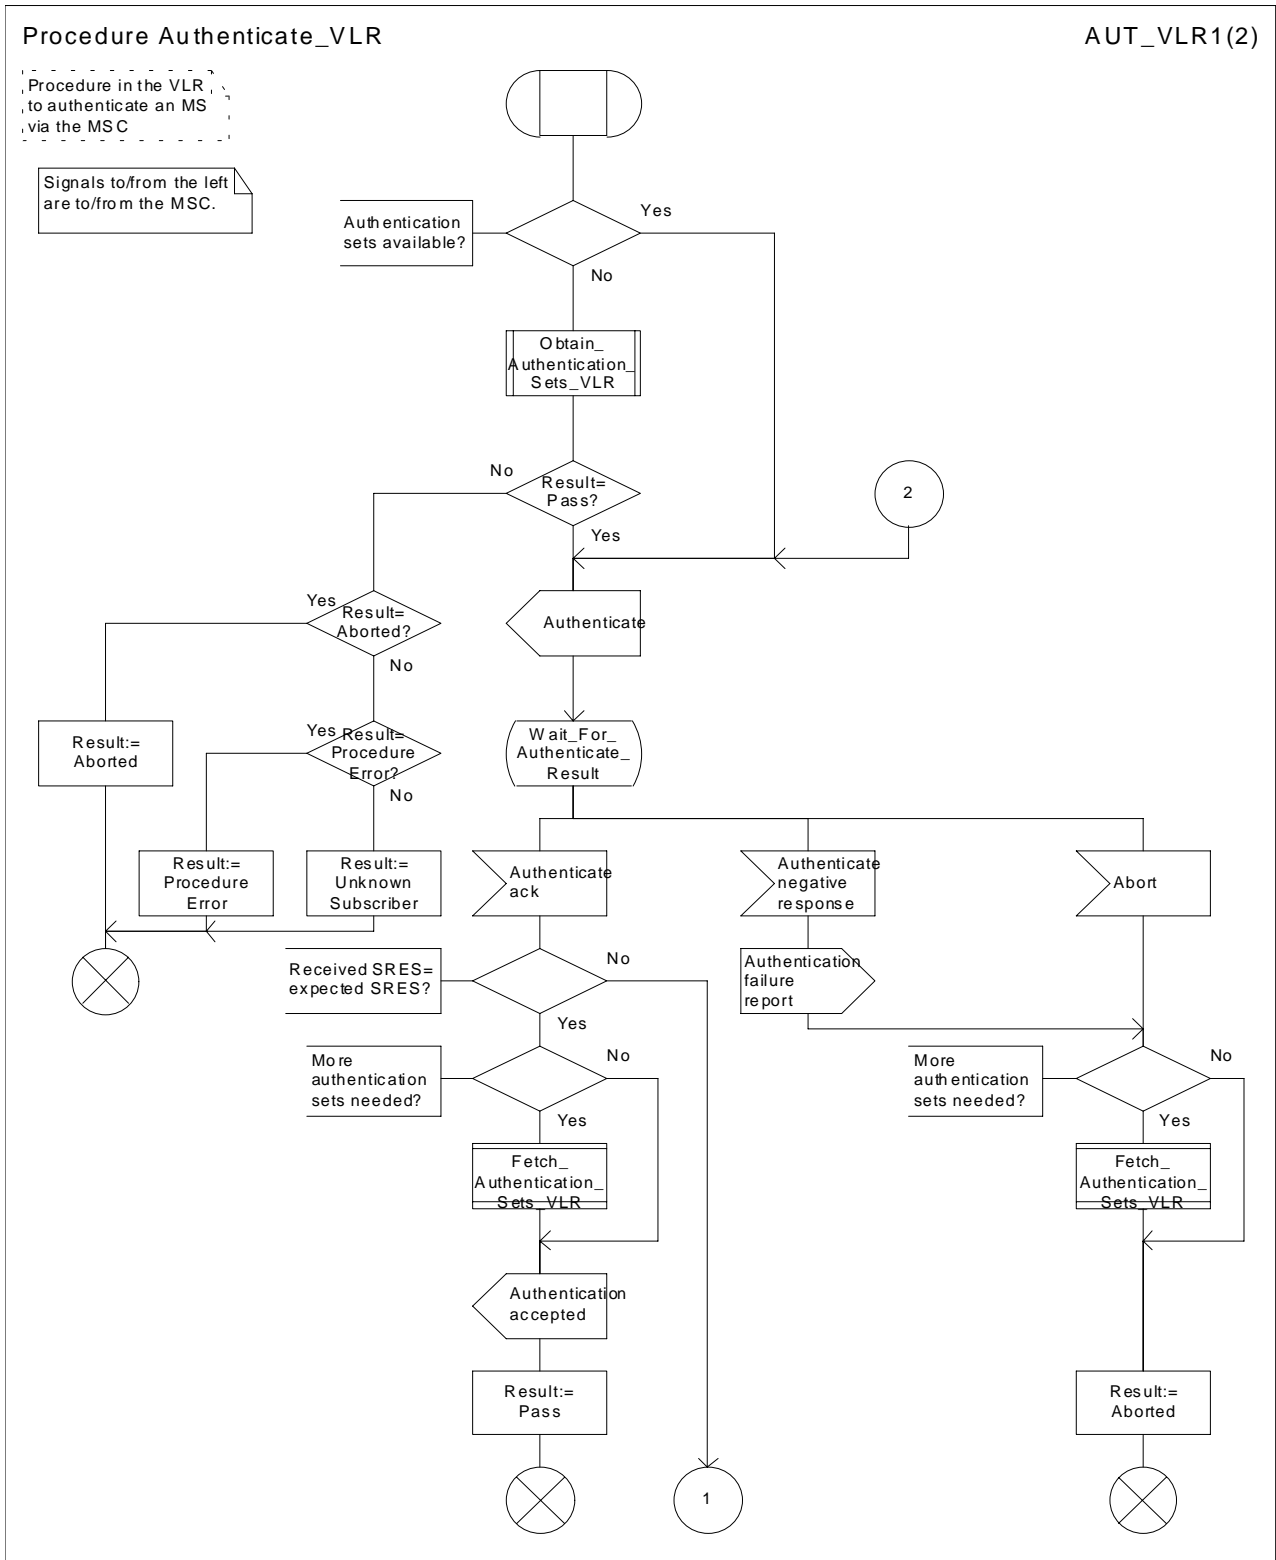 Procedure Authenticate_VLR
AUT_VLR1(2)
Procedure in the VLR
to authenticate an MS
via the MSC
Signals to/from the left
are to/from the MSC.
Authentication
sets available?
Yes
No
Obtain_
Authentication_
Sets_VLR
No
Result=
Pass?
Yes
2
Yes
Result=
Aborted?
No
Authenticate
Result:=
Aborted
Yes
Result=
Procedure
Error?
No
Wait_For_
Authenticate_
Result
Result:=
Procedure
Error
Result:=
Unknown
Subscriber
Authenticate
ack
Authenticate
negative
response
Abort
Received SRES=
expected SRES?
No
Yes
Authentication
failure
report
More
authentication
sets needed?
No
Yes
More
authentication
sets needed?
No
Yes
Fetch_
Authentication_
Sets_VLR
Fetch_
Authentication_
Sets_VLR
Authentication
accepted
Result:=
Pass
Result:=
Aborted
1